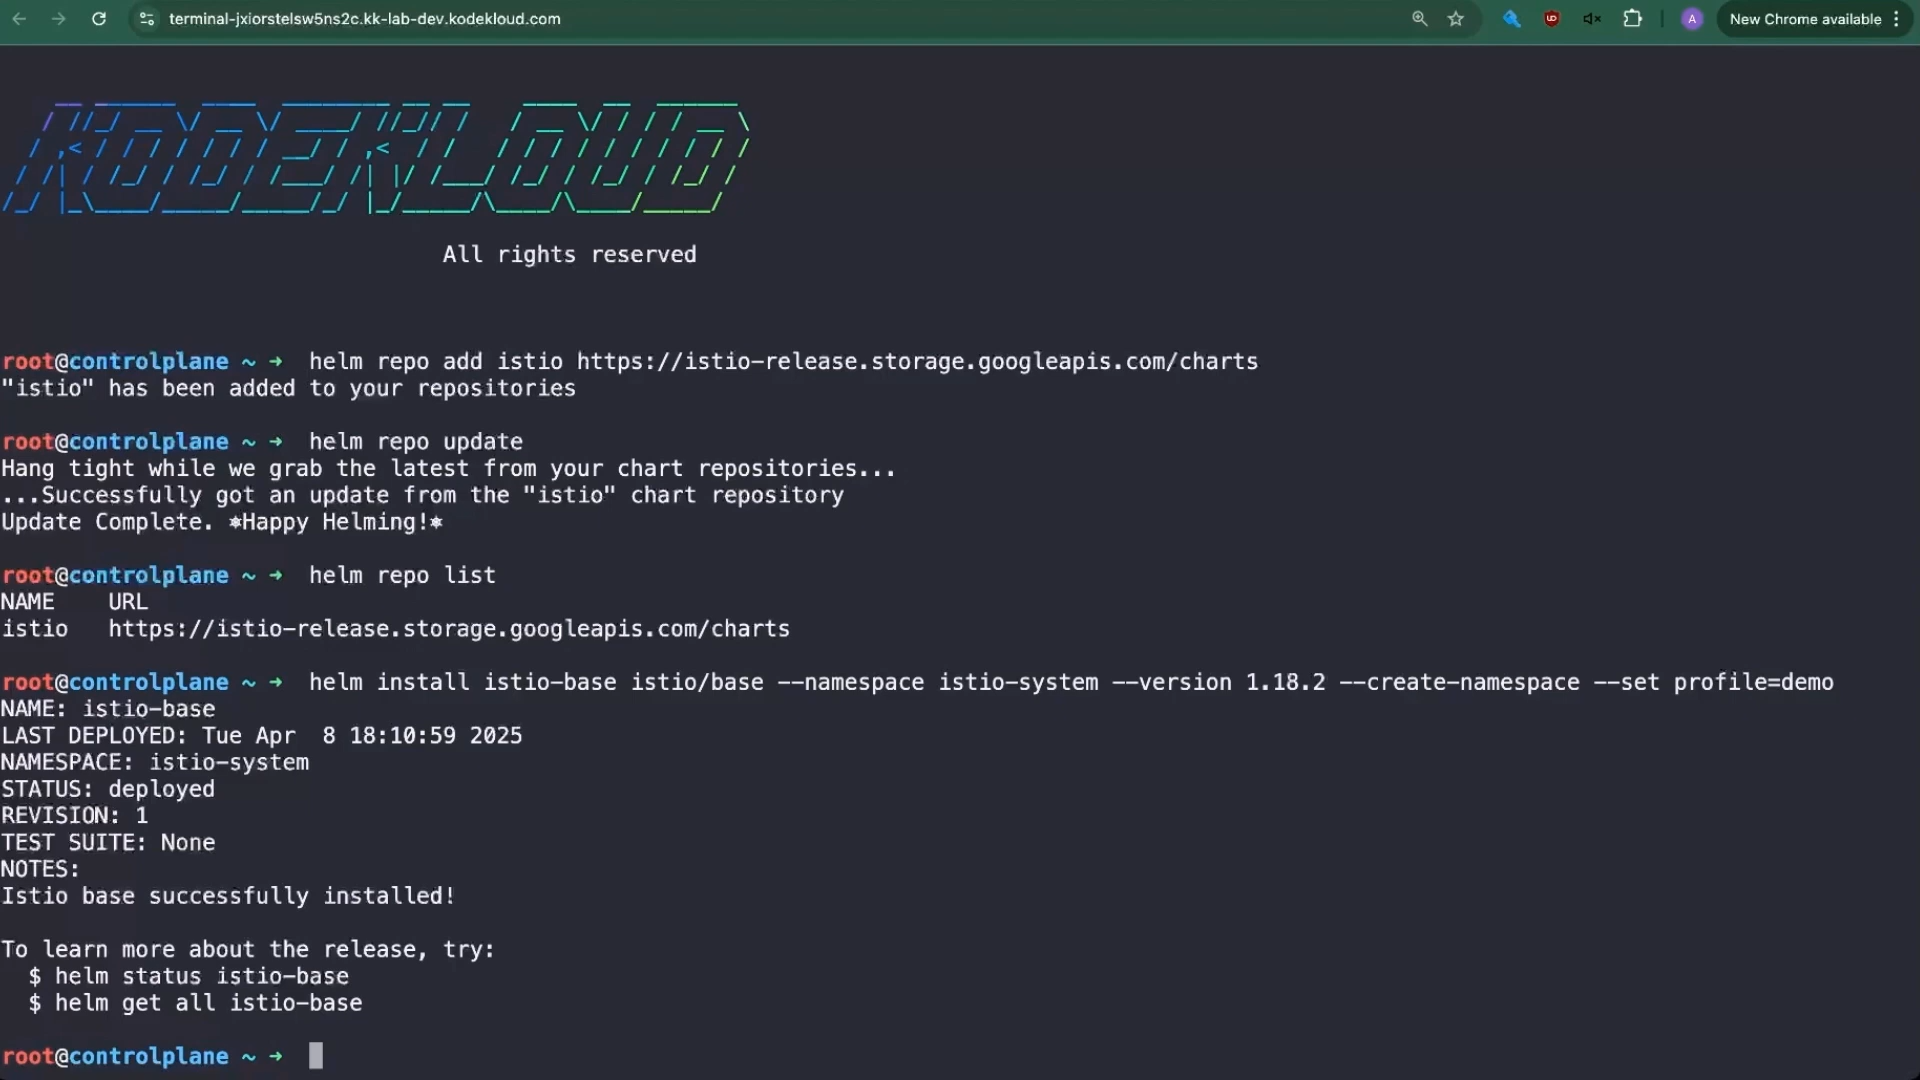 terminal-jxiorstelsw5ns2c.kk-lab-dev.kodekloud.com
A
New Chrome available
KODEKLOUD
All rights reserved
root@controlplane ~ ➜  helm repo add istio https://istio-release.storage.googleapis.com/charts
"istio" has been added to your repositories
root@controlplane ~ ➜  helm repo update
Hang tight while we grab the latest from your chart repositories...
...Successfully got an update from the "istio" chart repository
Update Complete. ⎈Happy Helming!⎈
root@controlplane ~ ➜  helm repo list
NAME    URL
istio   https://istio-release.storage.googleapis.com/charts
root@controlplane ~ ➜  helm install istio-base istio/base --namespace istio-system --version 1.18.2 --create-namespace --set profile=demo
NAME: istio-base
LAST DEPLOYED: Tue Apr  8 18:10:59 2025
NAMESPACE: istio-system
STATUS: deployed
REVISION: 1
TEST SUITE: None
NOTES:
Istio base successfully installed!
To learn more about the release, try:
  $ helm status istio-base
  $ helm get all istio-base
root@controlplane ~ ➜